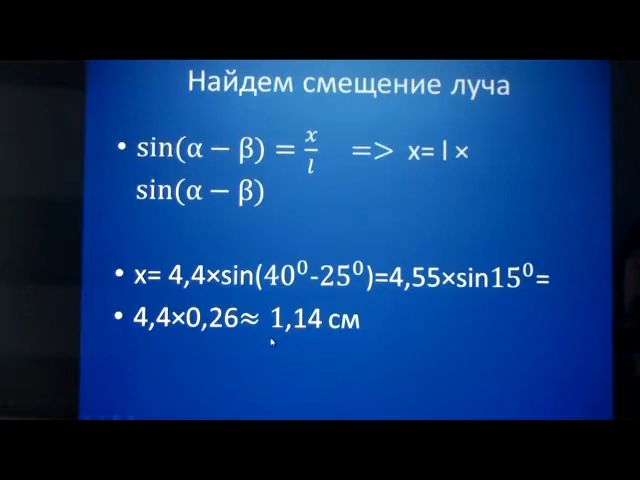 Найдем смещение луча
• sin(α − β) = x/l => x= l ×
sin(α − β)
• x= 4,4×sin(40⁰-25⁰)=4,55×sin15⁰=
• 4,4×0,26≈ 1,14 см